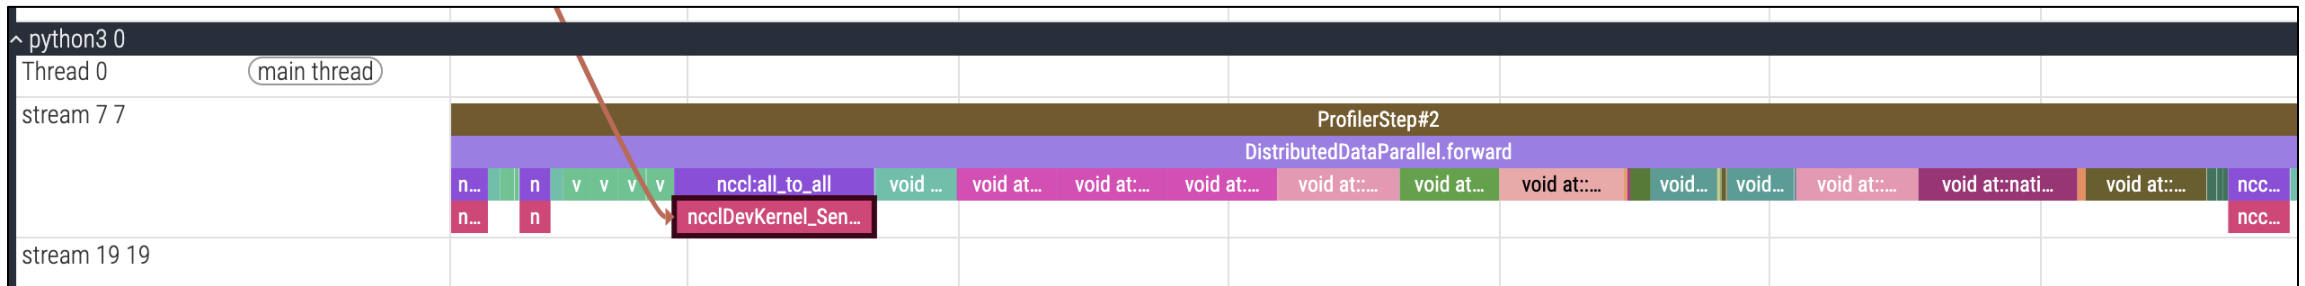 python3 0
Thread 0 main thread
stream 7 7
ProfilerStep#2
DistributedDataParallel.forward
n... n v v v v nccl:all_to_all void ... void at... void at:... void at:... void at::... void at... void at::... void... void... void at::... void at::nati... void at::... ncc...
n... n ncclDevKernel_Sen... ncc...
stream 19 19